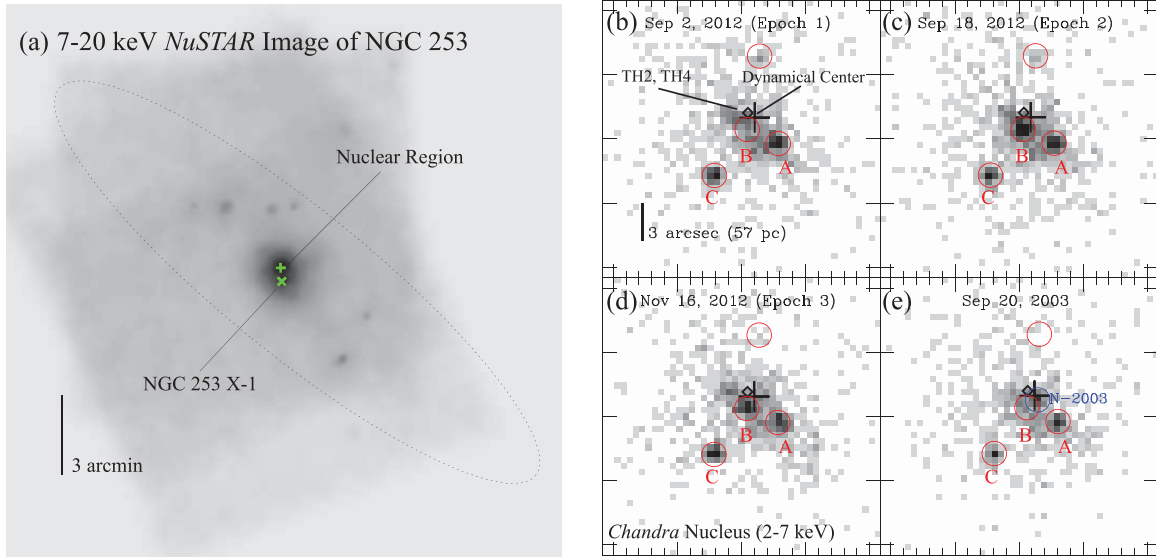 (a) 7-20 keV NuSTAR Image of NGC 253
Nuclear Region
NGC 253 X-1
3 arcmin
(b) Sep 2, 2012 (Epoch 1)
TH2, TH4
Dynamical Center
B
A
C
3 arcsec (57 pc)
(c) Sep 18, 2012 (Epoch 2)
B
A
C
(d) Nov 16, 2012 (Epoch 3)
B
A
C
Chandra Nucleus (2-7 keV)
(e) Sep 20, 2003
N-2003
B
A
C